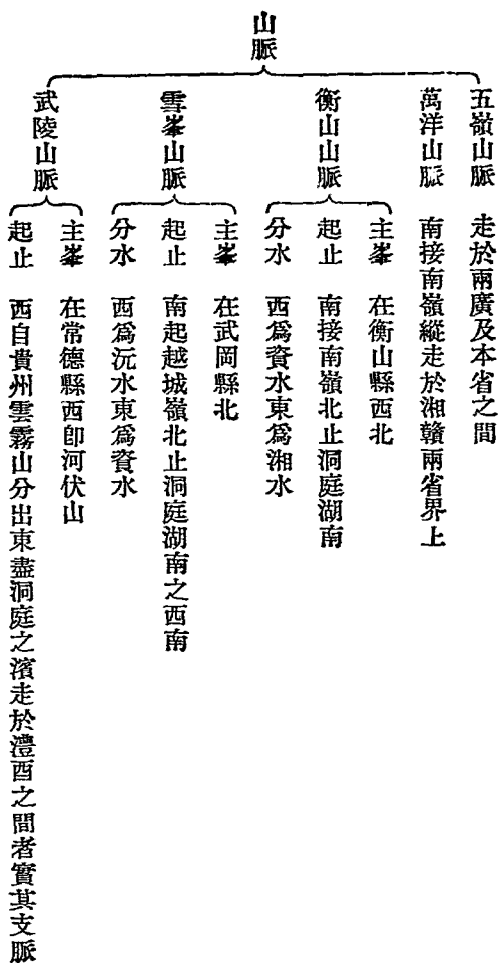 山脈
五嶺山脈　走於兩廣及本省之間
萬洋山脈　南接南嶺縱走於湘贛兩省界上
衡山山脈
主峯　在衡山縣西北
起止　南接南嶺北止洞庭湖南
分水　西爲資水東爲湘水
雪峯山脈
主峯　在武岡縣北
起止　南起越城嶺北止洞庭湖南之西南
分水　西爲沅水東爲資水
武陵山脈
主峯　在常德縣西卽河伏山
起止　西自貴州雲霧山分出東盡洞庭之濱走於澧酉之間者實其支脈